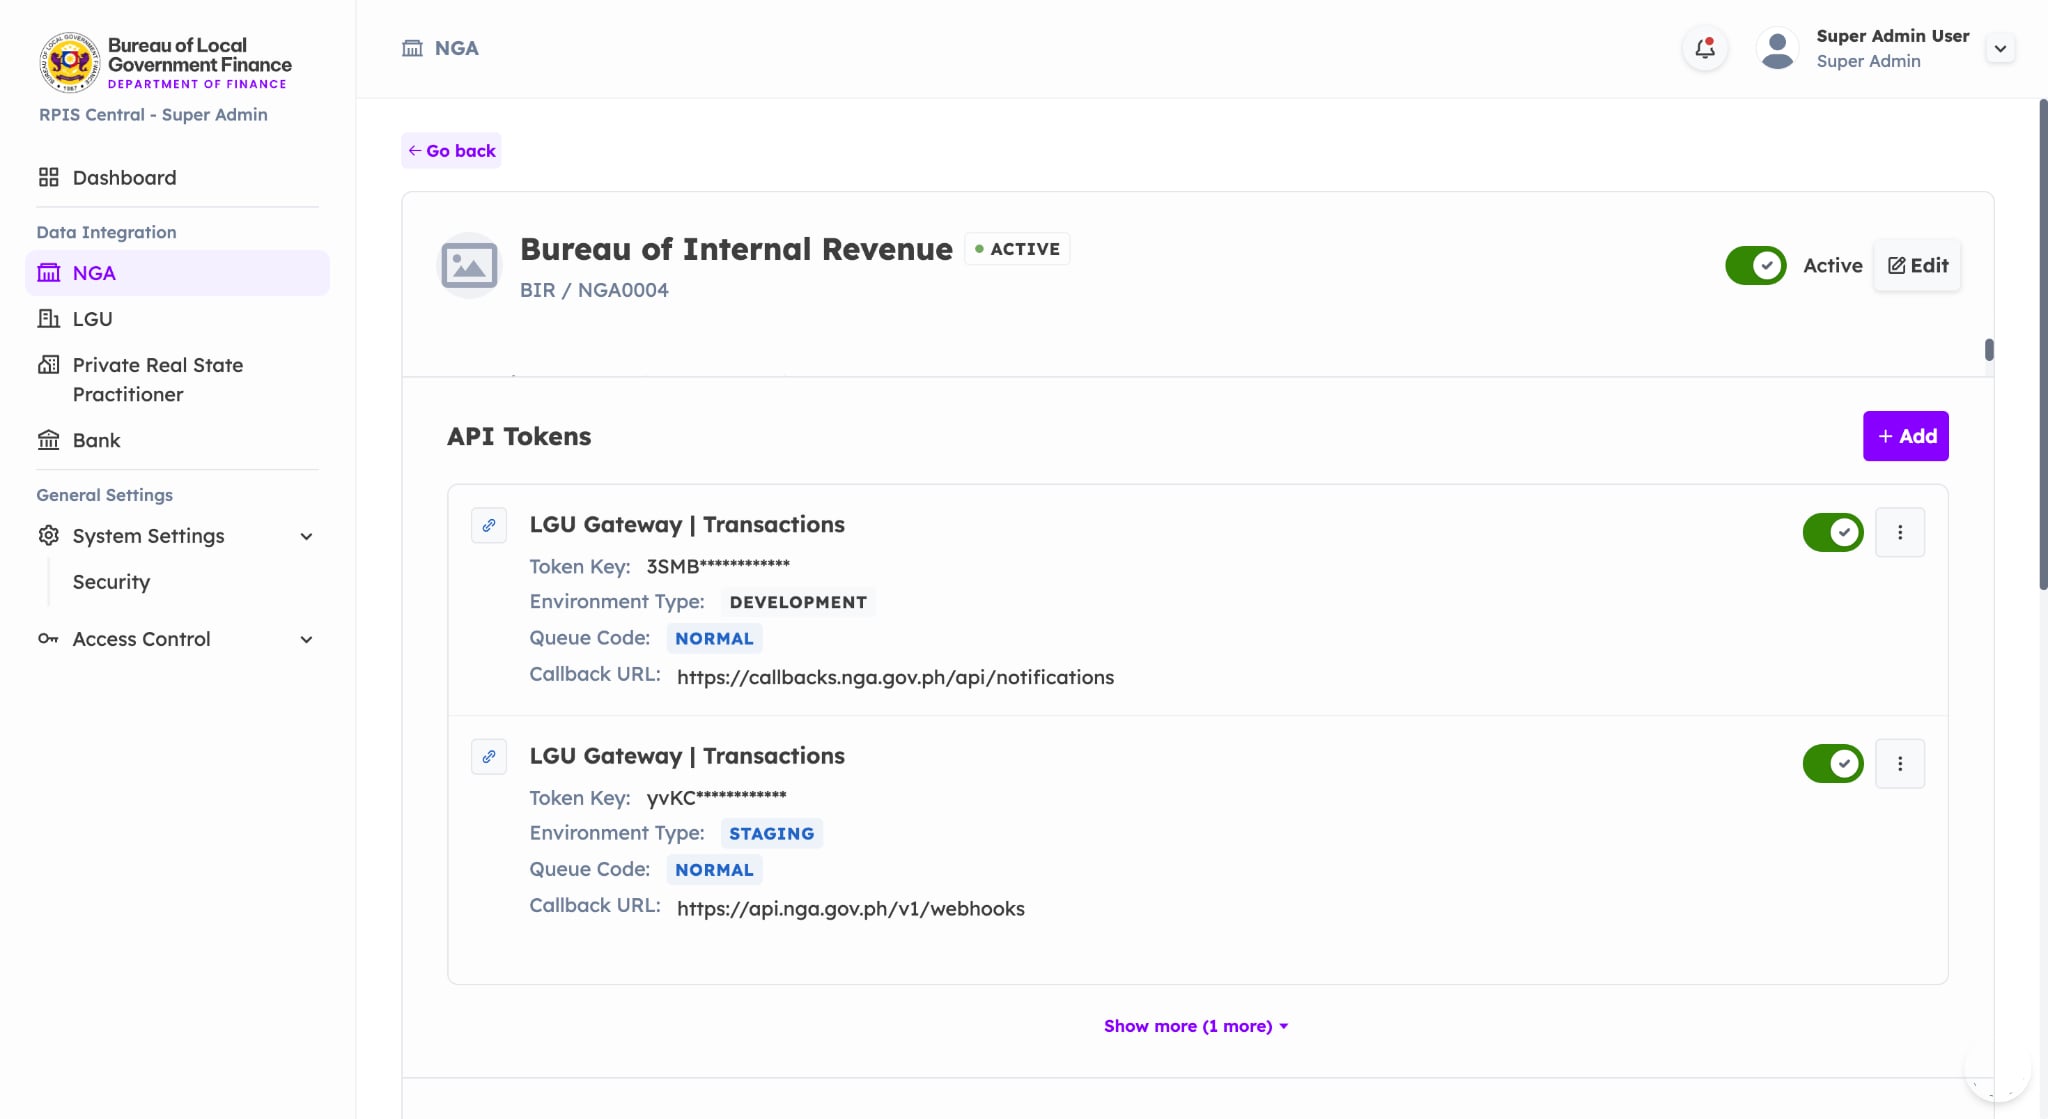 Bureau of Local
Government Finance
DEPARTMENT OF FINANCE
RPIS Central - Super Admin
Dashboard
Data Integration
NGA
LGU
Private Real State
Practitioner
Bank
General Settings
System Settings
Security
Access Control
NGA
Super Admin User
Super Admin
Go back
Bureau of Internal Revenue
ACTIVE
BIR / NGA0004
Active
Edit
API Tokens
+ Add
LGU Gateway | Transactions
Token Key: 3SMB************
Environment Type: DEVELOPMENT
Queue Code: NORMAL
Callback URL: https://callbacks.nga.gov.ph/api/notifications
LGU Gateway | Transactions
Token Key: yvKC************
Environment Type: STAGING
Queue Code: NORMAL
Callback URL: https://api.nga.gov.ph/v1/webhooks
Show more (1 more)